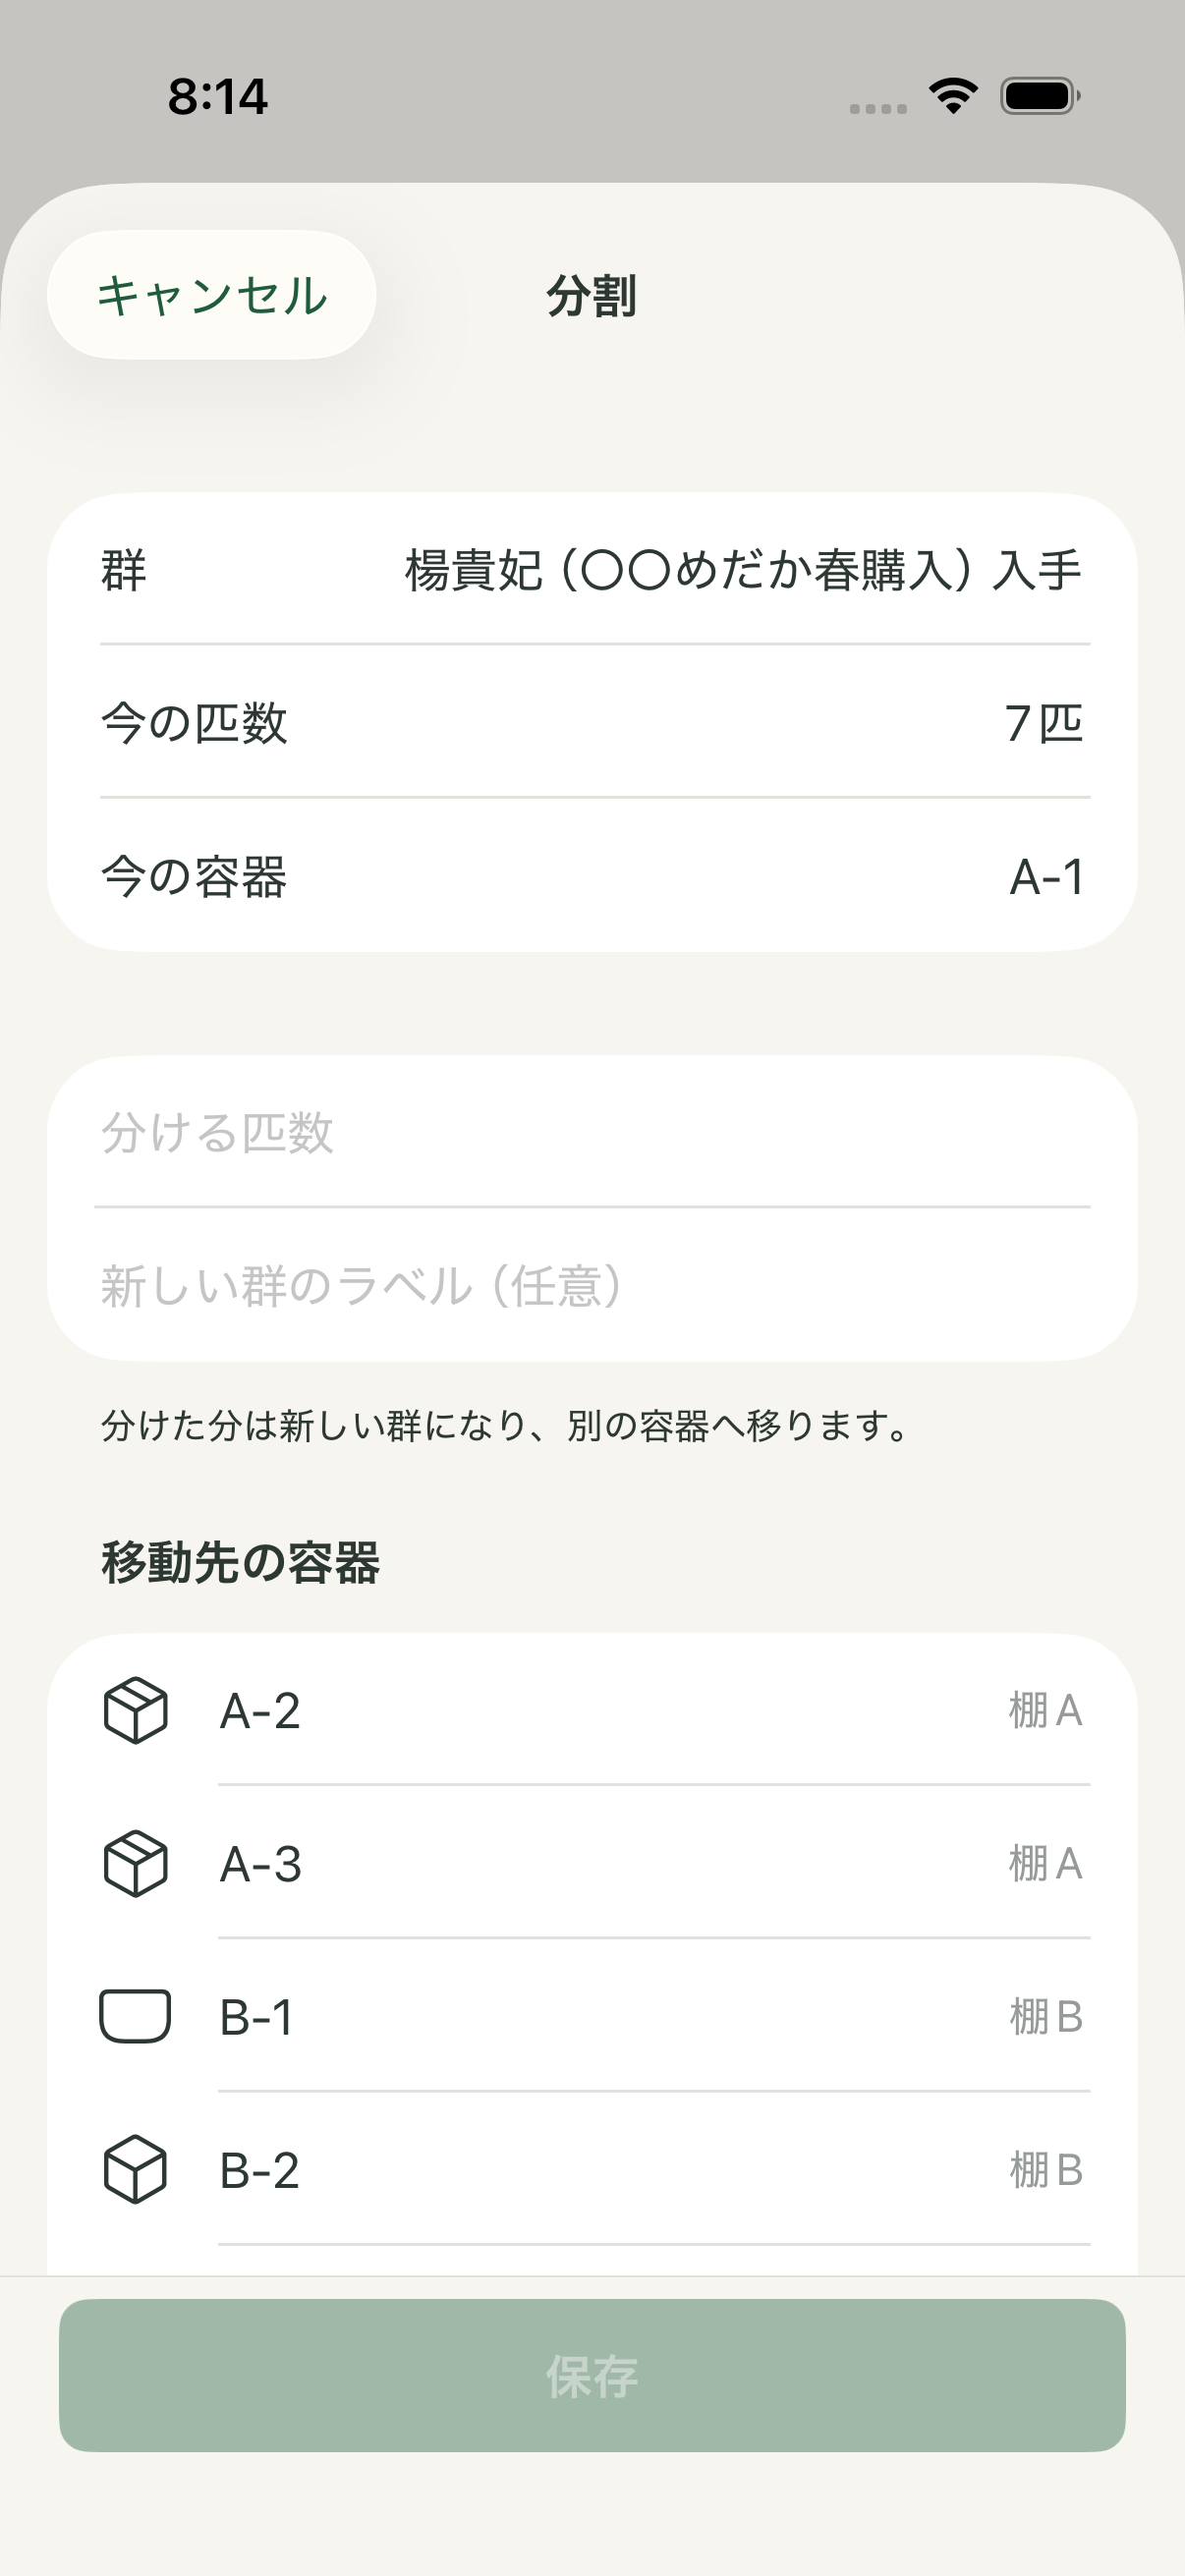 8:14
キャンセル 分割
群 楊貴妃（〇〇めだか春購入）入手
今の匹数 7匹
今の容器 A-1
分ける匹数
新しい群のラベル（任意）
分けた分は新しい群になり、別の容器へ移ります。
移動先の容器
A-2 棚A
A-3 棚A
B-1 棚B
B-2 棚B
保存